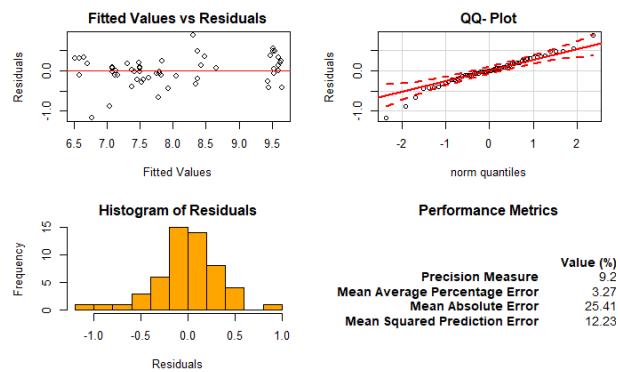 Fitted Values vs Residuals
Residuals
-1.0
0.0
6.5 7.0 7.5 8.0 8.5 9.0 9.5
Fitted Values
QQ- Plot
Residuals
-1.0
0.0
-2 -1 0 1 2
norm quantiles
Histogram of Residuals
Frequency
0 5 15
-1.0 -0.5 0.0 0.5 1.0
Residuals
Performance Metrics
Value (%)
Precision Measure 9.2
Mean Average Percentage Error 3.27
Mean Absolute Error 25.41
Mean Squared Prediction Error 12.23